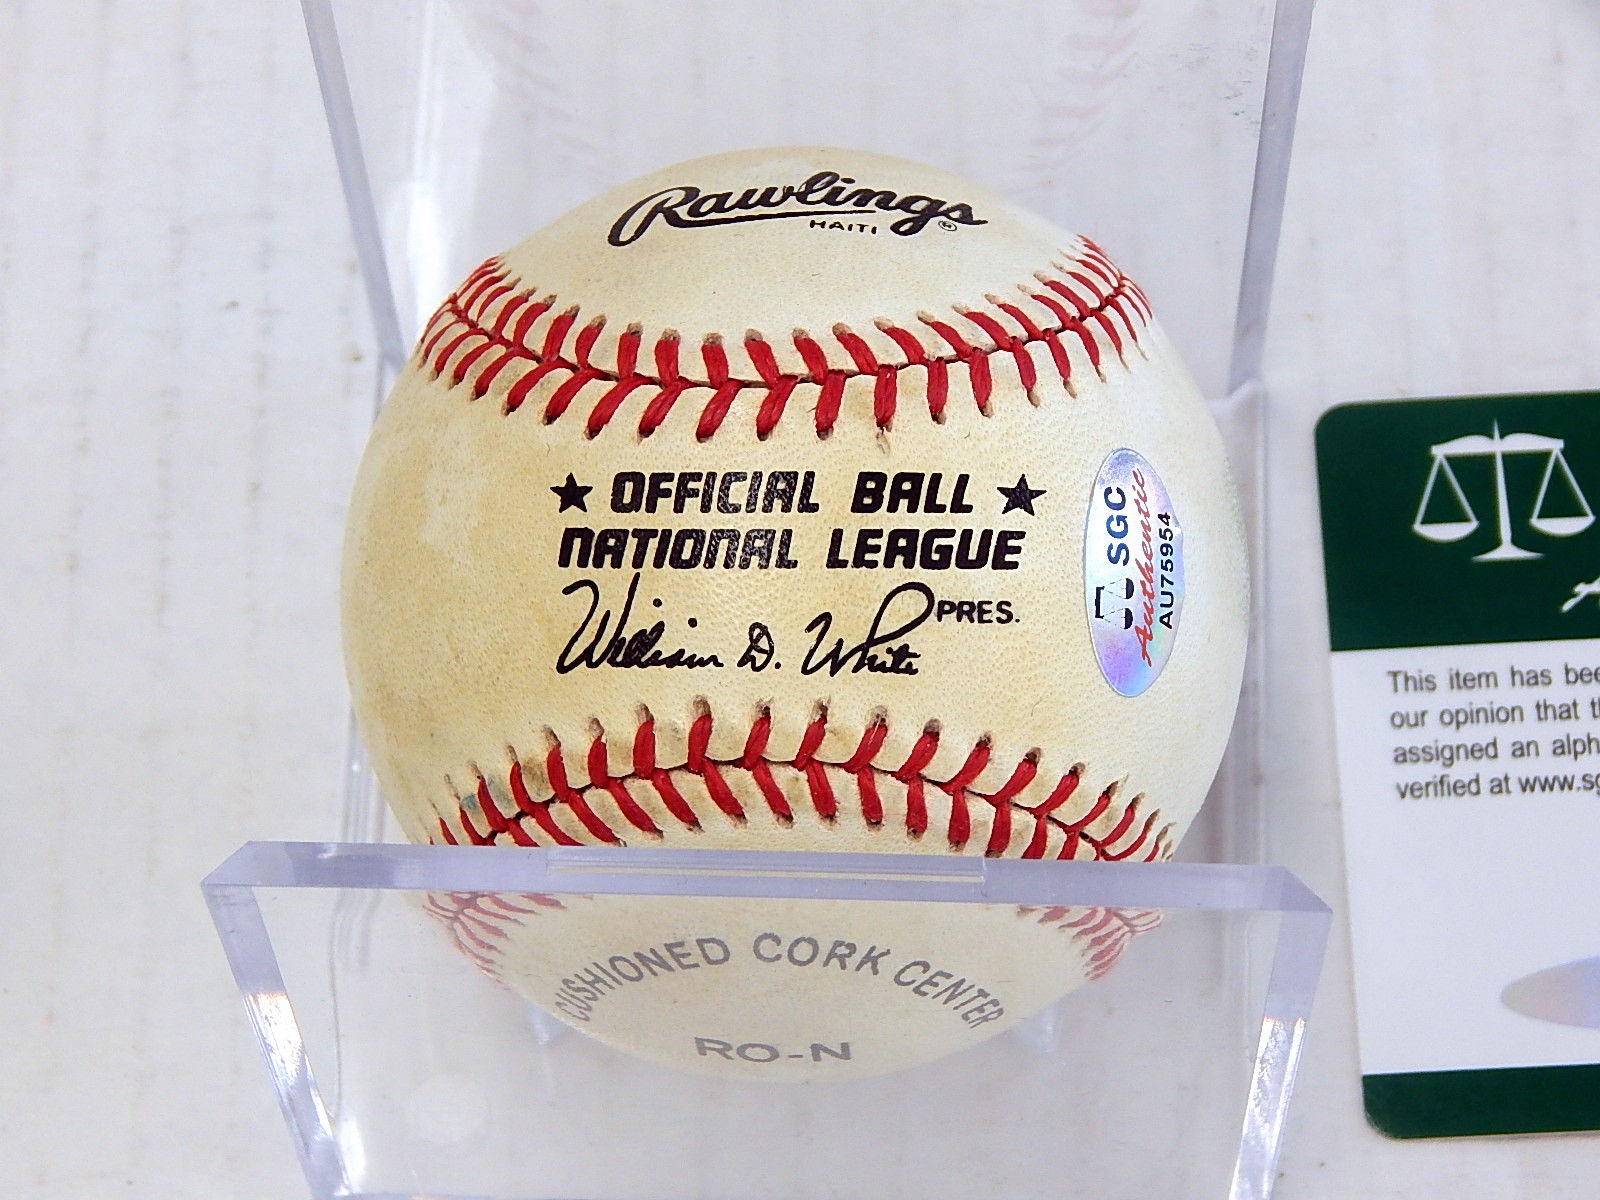 Rawlings®
HAITI
★ OFFICIAL BALL ★
NATIONAL LEAGUE
William D. White PRES.
SGC
Authentic
AU75954
CUSHIONED CORK CENTER
RO-N
This item has bee
our opinion that t
assigned an alph
verified at www.sg